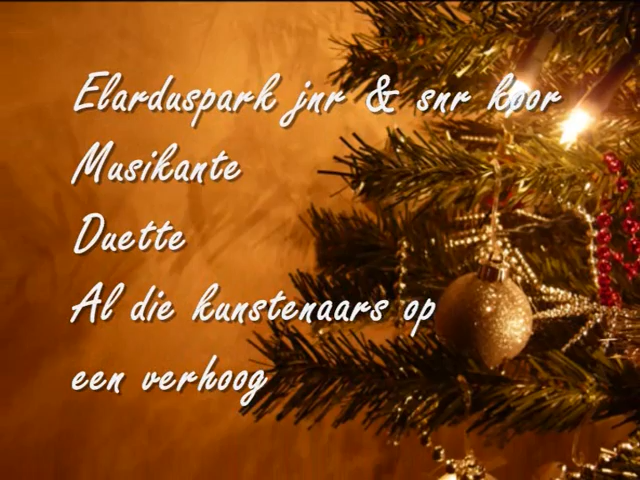 Elarduspark jnr & snr koor
Musikante
Duette
Al die kunstenaars op
een verhoog